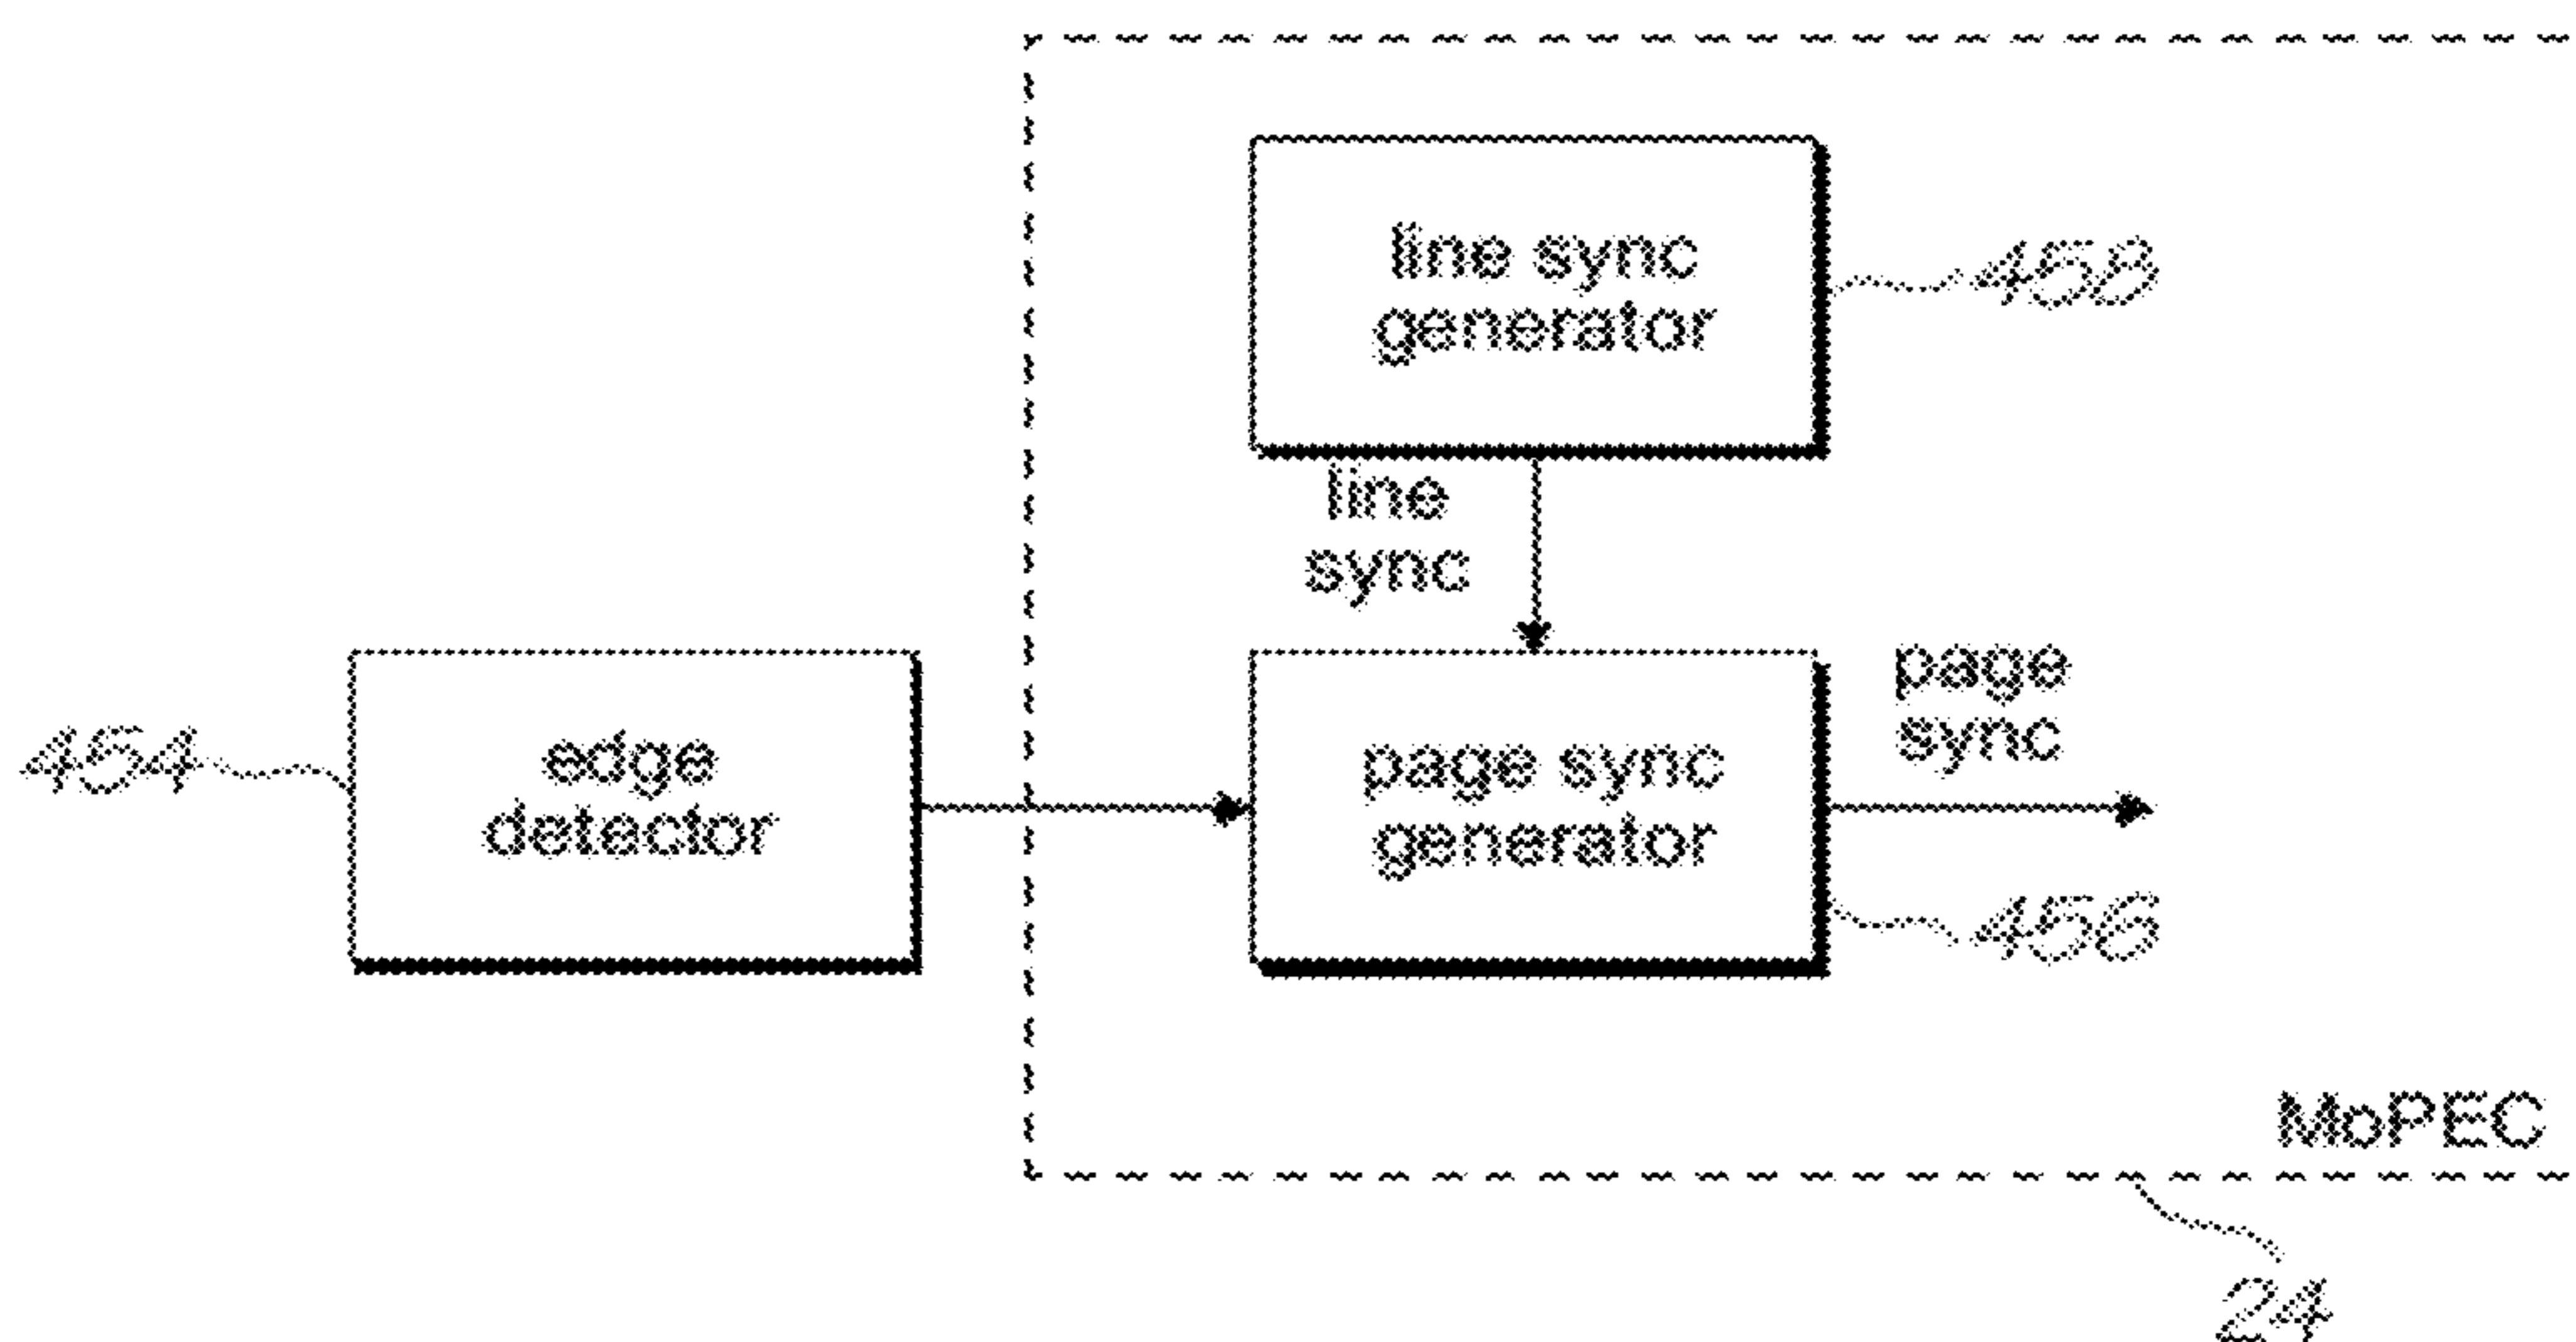 line sync
generator
458
line
sync
454
edge
detector
page sync
generator
page
sync
456
MoPEC
24